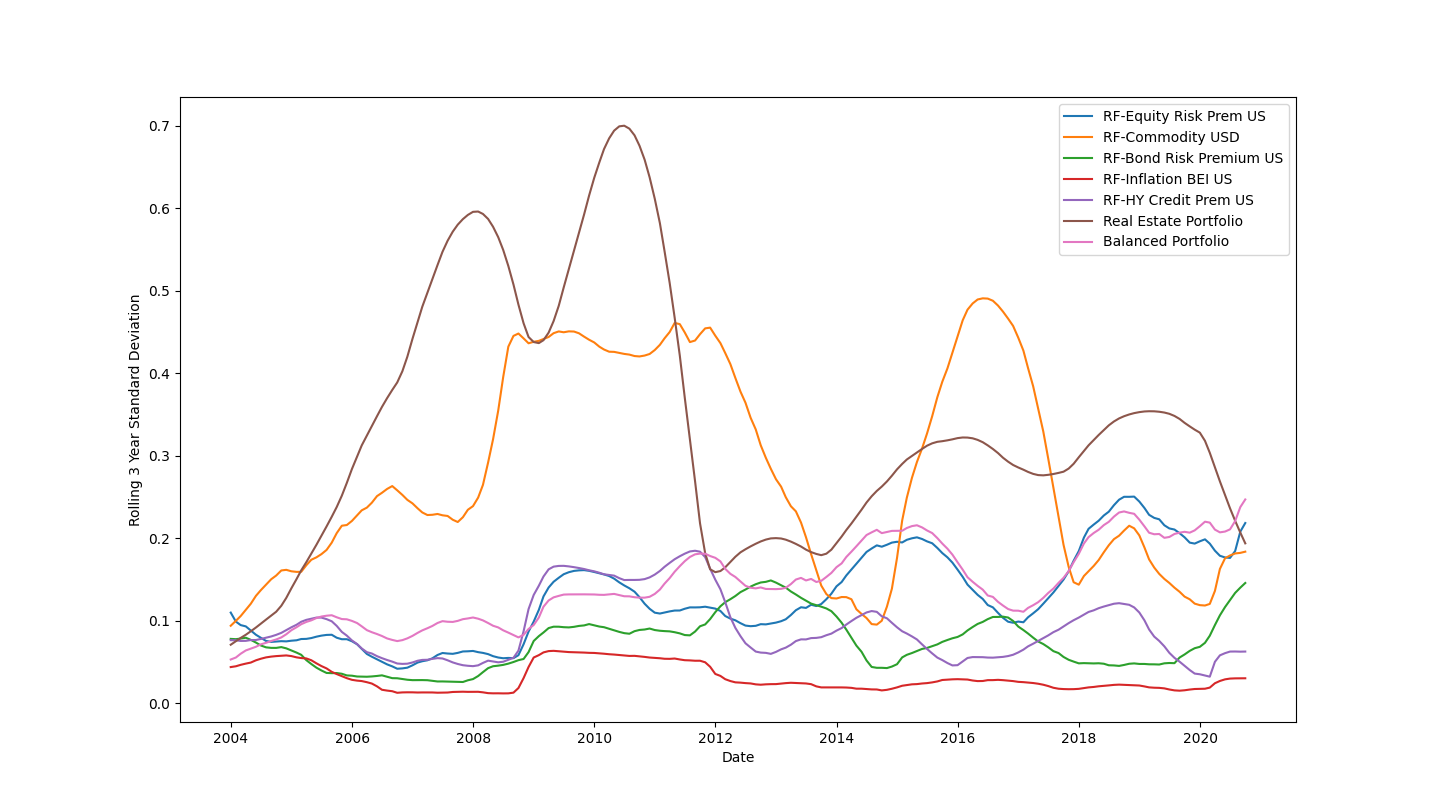 RF-Equity Risk Prem US
RF-Commodity USD
RF-Bond Risk Premium US
RF-Inflation BEI US
RF-HY Credit Prem US
Real Estate Portfolio
Balanced Portfolio
Rolling 3 Year Standard Deviation
0.7
0.6
0.5
0.4
0.3
0.2
0.1
0.0
2004 2006 2008 2010 2012 2014 2016 2018 2020
Date